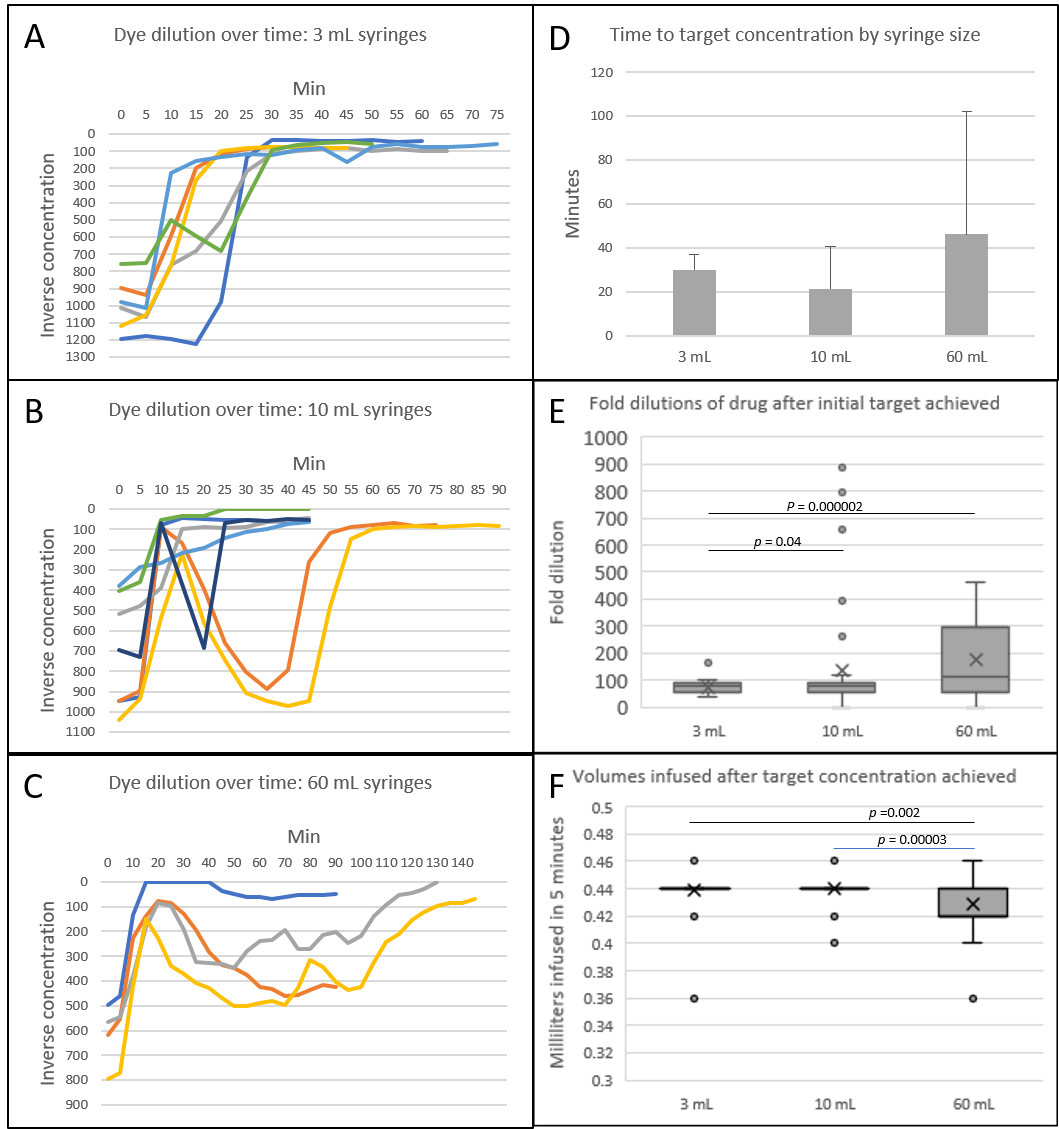 A
Dye dilution over time: 3 mL syringes
Min
0 5 10 15 20 25 30 35 40 45 50 55 60 65 70 75
Inverse concentration
0
100
200
300
400
500
600
700
800
900
1000
1100
1200
1300
B
Dye dilution over time: 10 mL syringes
Min
0 5 10 15 20 25 30 35 40 45 50 55 60 65 70 75 80 85 90
Inverse concentration
0
100
200
300
400
500
600
700
800
900
1000
1100
C
Dye dilution over time: 60 mL syringes
Min
0 10 20 30 40 50 60 70 80 90 100 110 120 130 140
Inverse concentration
0
100
200
300
400
500
600
700
800
900
D
Time to target concentration by syringe size
Minutes
120
100
80
60
40
20
0
3 mL 10 mL 60 mL
E
Fold dilutions of drug after initial target achieved
Fold dilution
1000
900
800
700
600
500
400
300
200
100
0
P = 0.000002
p = 0.04
3 mL 10 mL 60 mL
F
Volumes infused after target concentration achieved
Milliliters infused in 5 minutes
0.5
0.48
0.46
0.44
0.42
0.4
0.38
0.36
0.34
0.32
0.3
p =0.002
p = 0.00003
3 mL 10 mL 60 mL